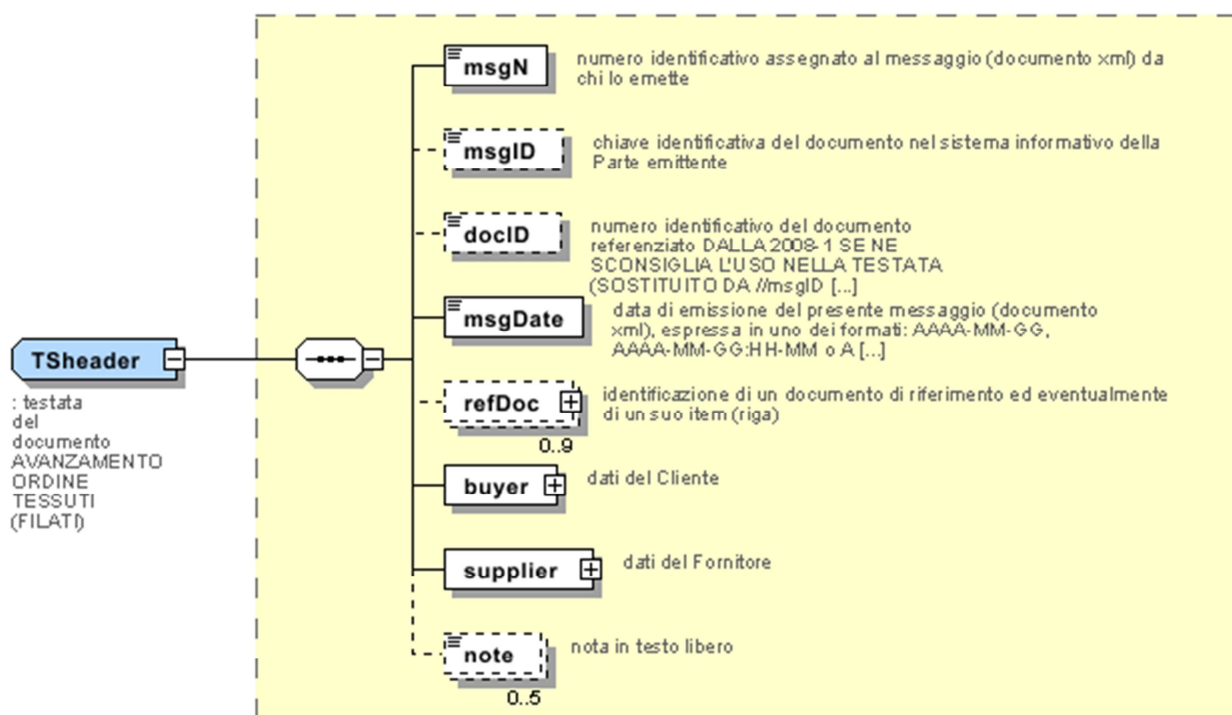 msgN
numero identificativo assegnato al messaggio (documento xml) da
chi lo emette
msgID
chiave identificativa del documento nel sistema informativo della
Parte emittente
docID
numero identificativo del documento
referenziato DALLA 2008-1 SE NE
SCONSIGLIA L'USO NELLA TESTATA
(SOSTITUITO DA //msgID [...]
msgDate
data di emissione del presente messaggio (documento
xml), espressa in uno dei formati: AAAA-MM-GG,
AAAA-MM-GG:HH-MM o A [...]
TSheader
: testata
del
documento
AVANZAMENTO
ORDINE
TESSUTI
(FILATI)
refDoc
identificazione di un documento di riferimento ed eventualmente
di un suo item (riga)
0..9
buyer
dati del Cliente
supplier
dati del Fornitore
note
nota in testo libero
0..5